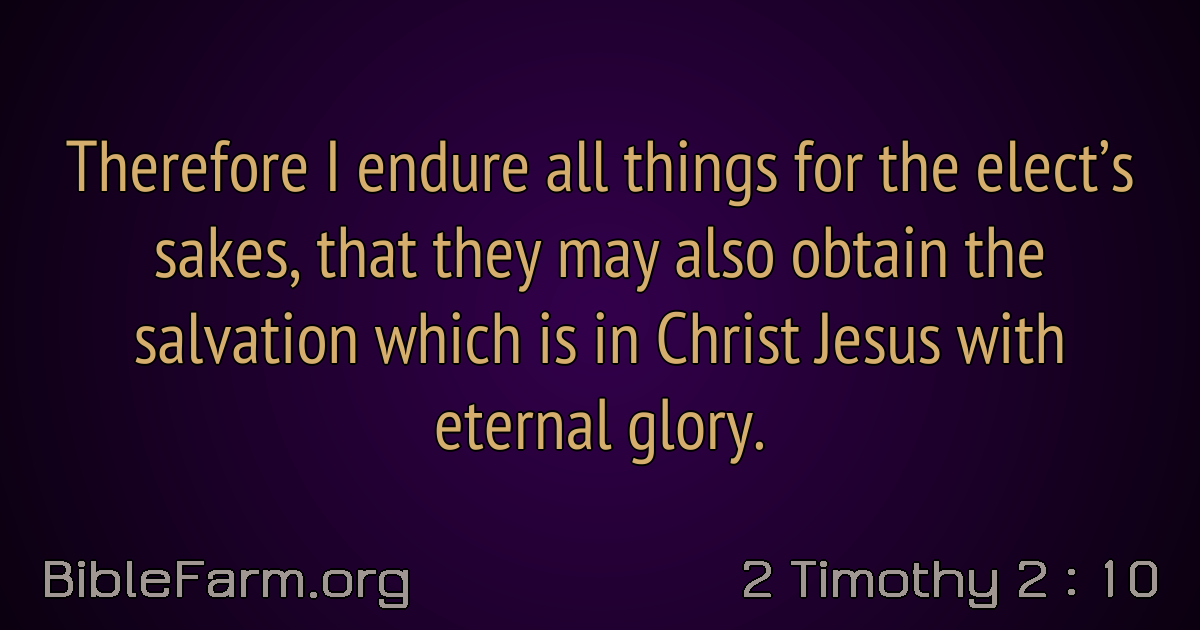 Therefore I endure all things for the elect’s
sakes, that they may also obtain the
salvation which is in Christ Jesus with
eternal glory.
BibleFarm.org
2 Timothy 2 : 10